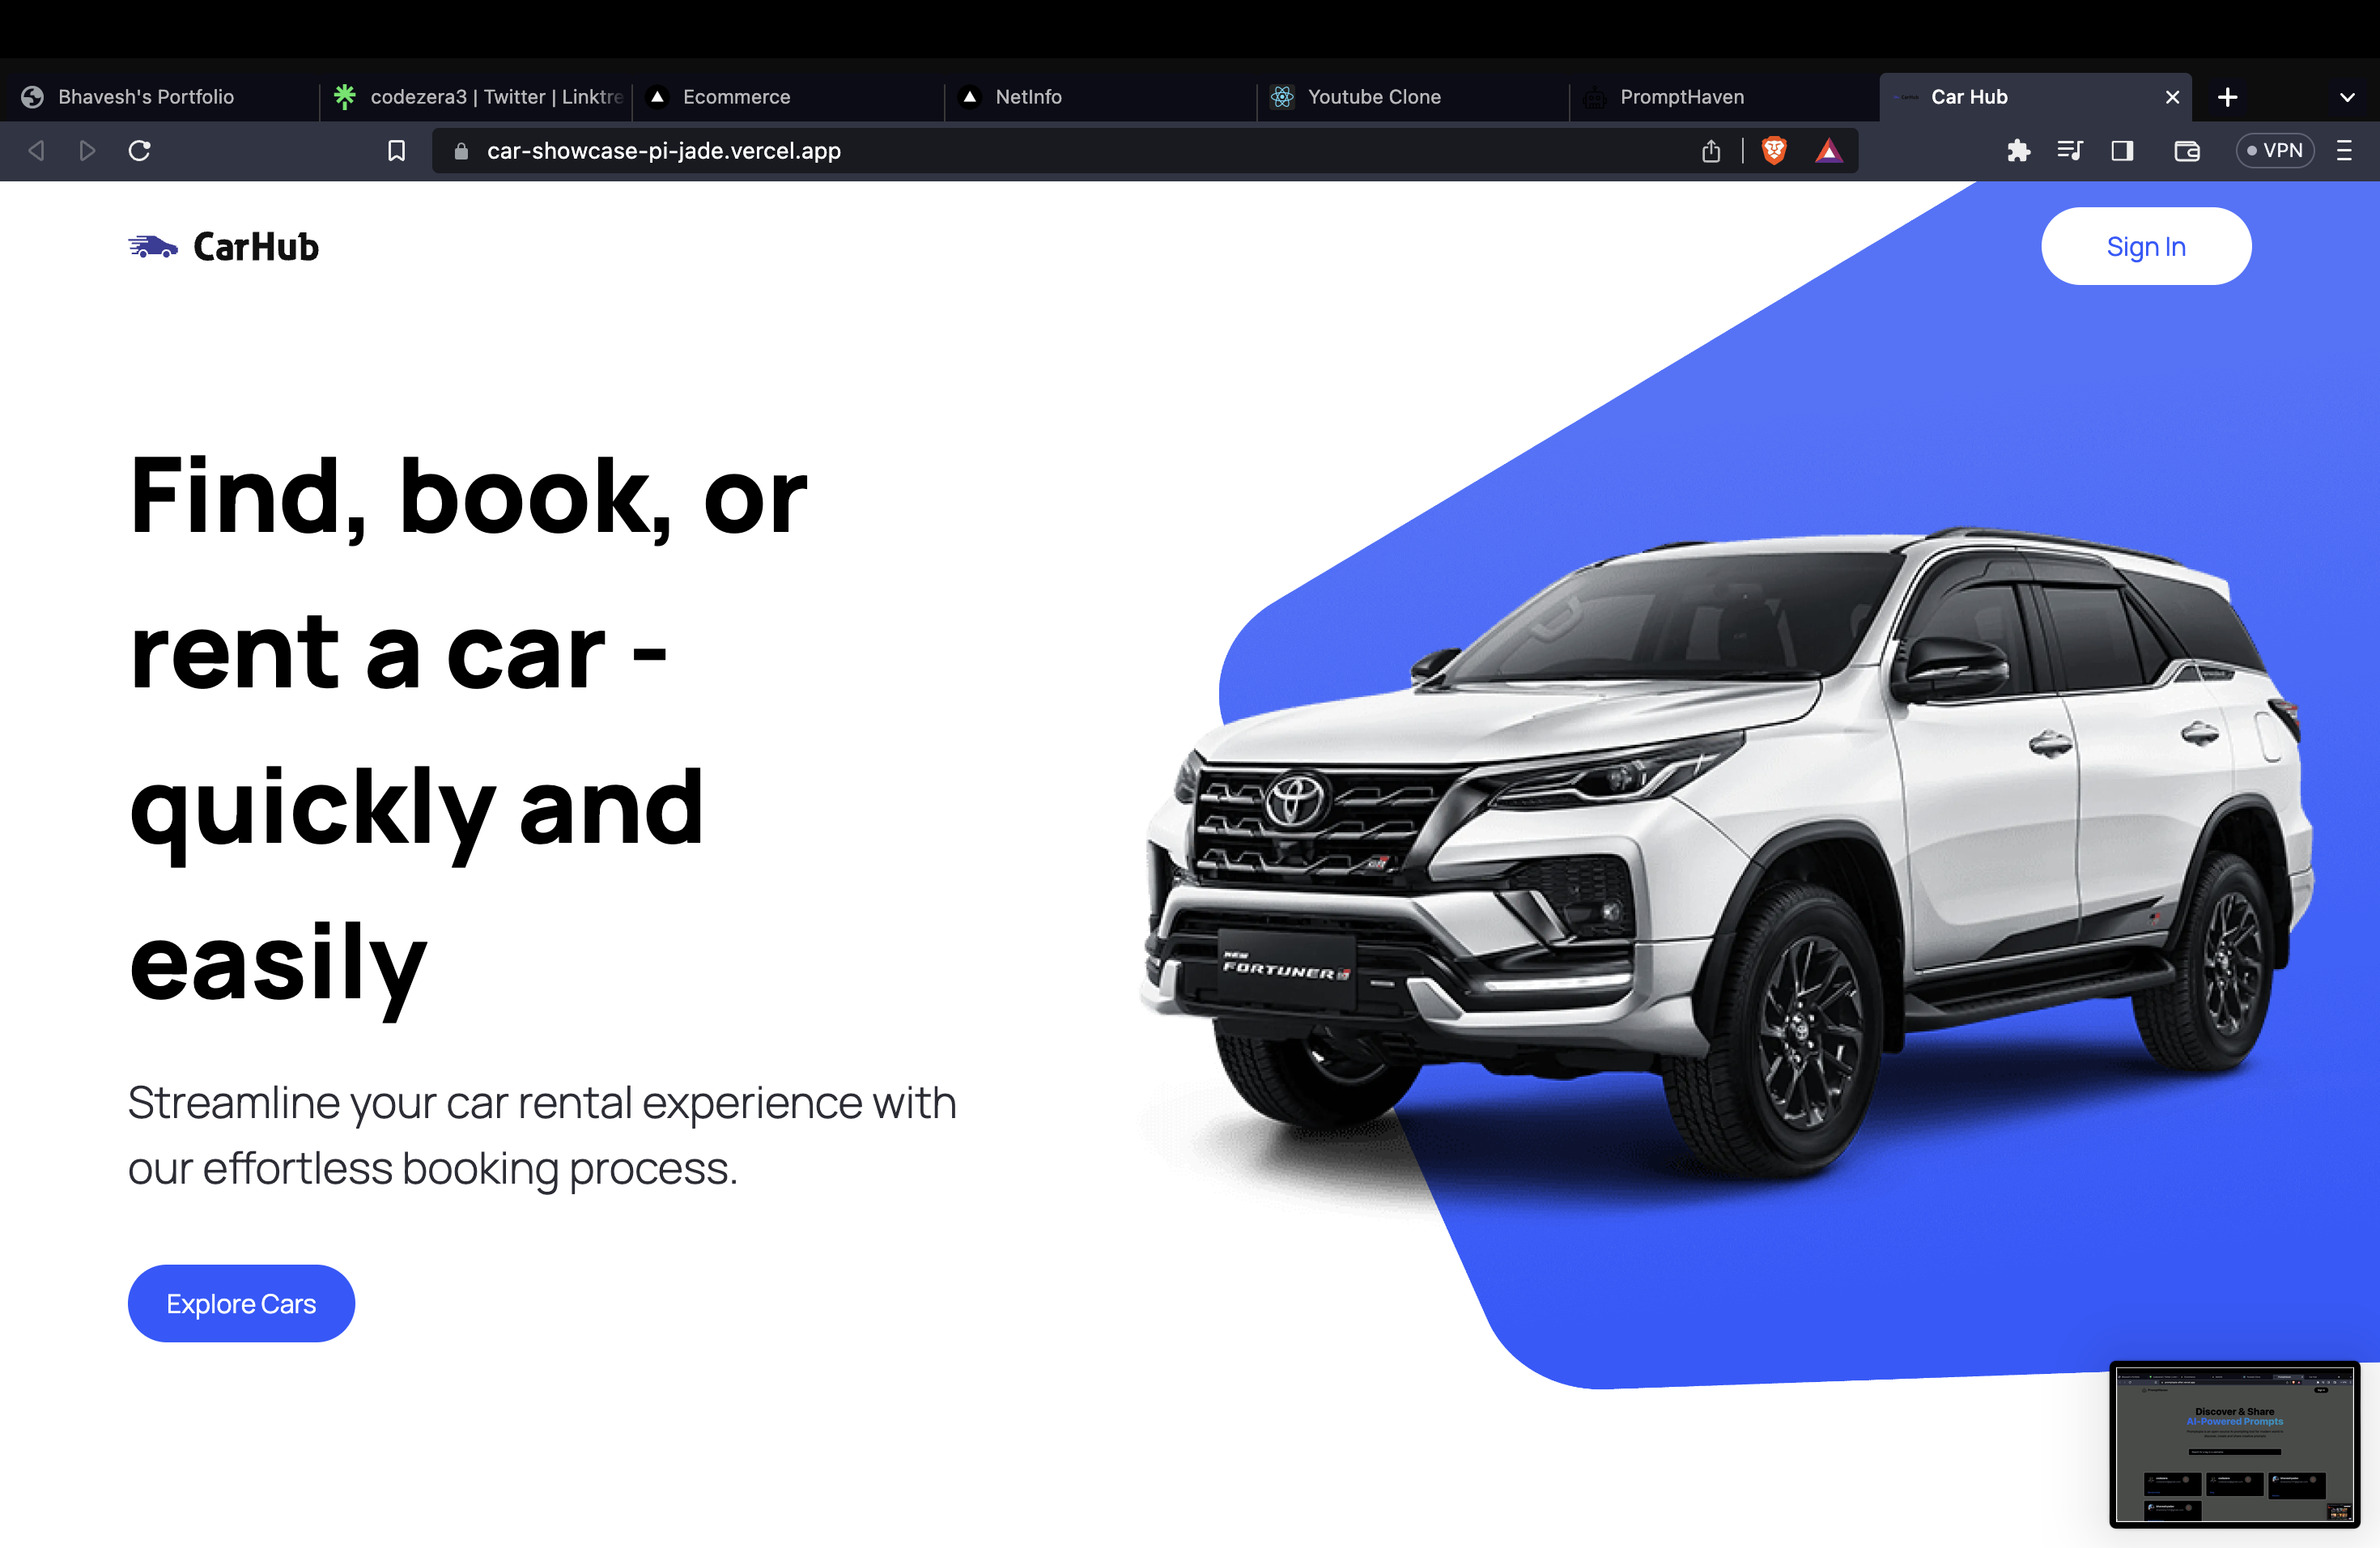 Bhavesh's Portfolio
codezera3 | Twitter | Linktre
Ecommerce
NetInfo
Youtube Clone
PromptHaven
Car Hub
car-showcase-pi-jade.vercel.app
VPN
CarHub
Sign In
Find, book, or
rent a car -
quickly and
easily
Streamline your car rental experience with
our effortless booking process.
Explore Cars
NEW
FORTUNER
Discover & Share
AI-Powered Prompts